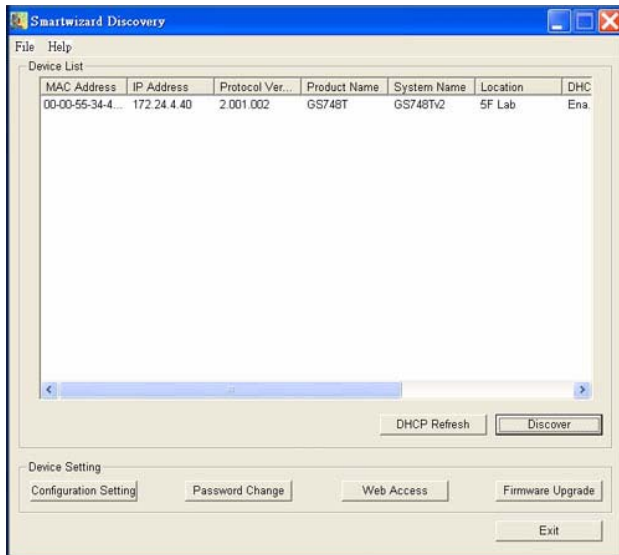 Smartwizard Discovery
File Help
Device List
MAC Address IP Address Protocol Ver... Product Name System Name Location DHC
00-00-55-34-4... 172.24.4.40 2.001.002 GS748T GS748Tv2 5F Lab Ena.
DHCP Refresh Discover
Device Setting
Configuration Setting Password Change Web Access Firmware Upgrade
Exit